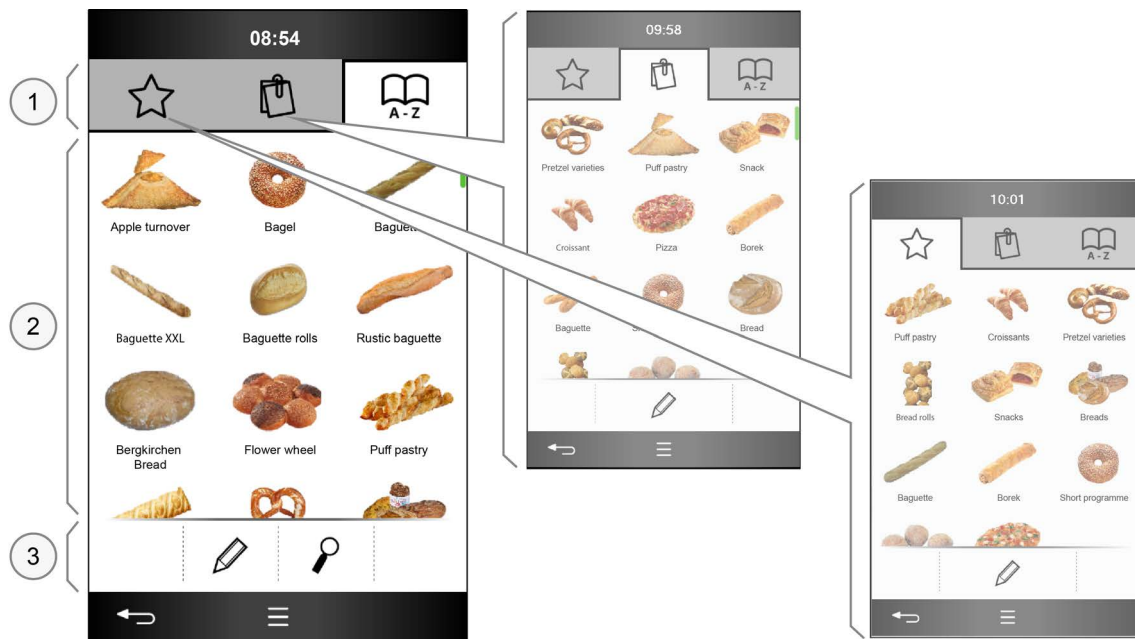 08:54
1
A - Z
2
Apple turnover
Bagel
Baguette XXL
Baguette rolls
Rustic baguette
Bergkirchen
Bread
Flower wheel
Puff pastry
3
09:58
A - Z
Pretzel varieties
Puff pastry
Snack
Croissant
Pizza
Borek
Baguette
Bread
10:01
A - Z
Puff pastry
Croissants
Pretzel varieties
Bread rolls
Snacks
Breads
Baguette
Borek
Short programme